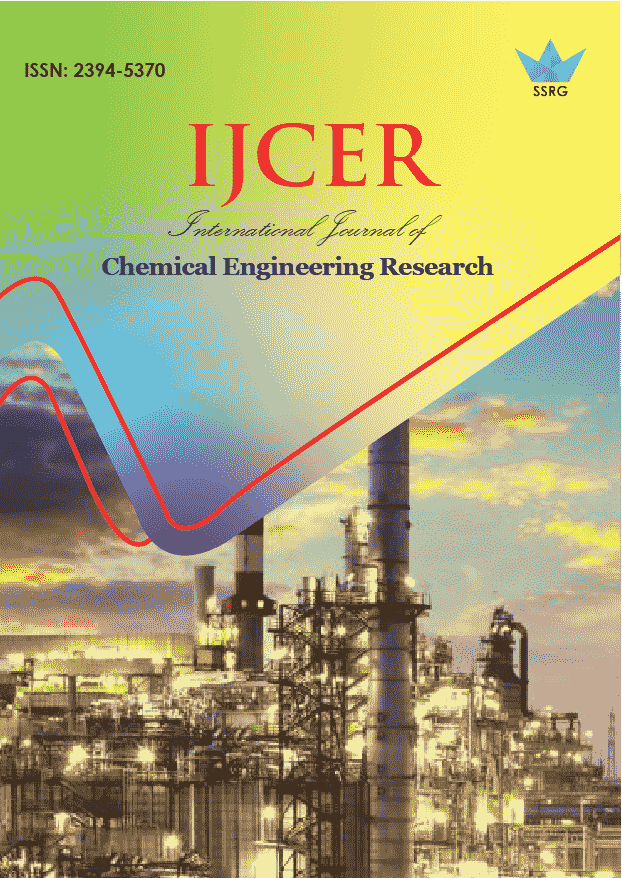 ISSN: 2394-5370
SSRG
IJCER
International Journal of
Chemical Engineering Research